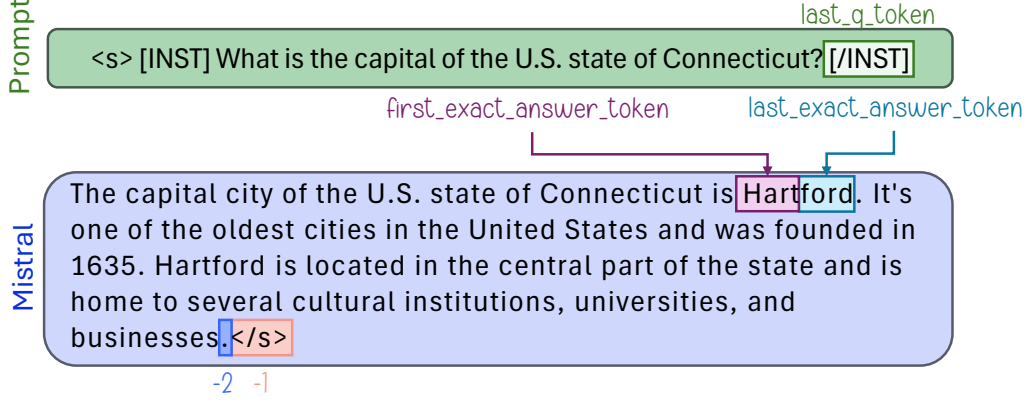 last_q_token
Prompt
<s> [INST] What is the capital of the U.S. state of Connecticut? [/INST]
first_exact_answer_token last_exact_answer_token
Mistral
The capital city of the U.S. state of Connecticut is Hartford. It's
one of the oldest cities in the United States and was founded in
1635. Hartford is located in the central part of the state and is
home to several cultural institutions, universities, and
businesses.</s>
-2 -1